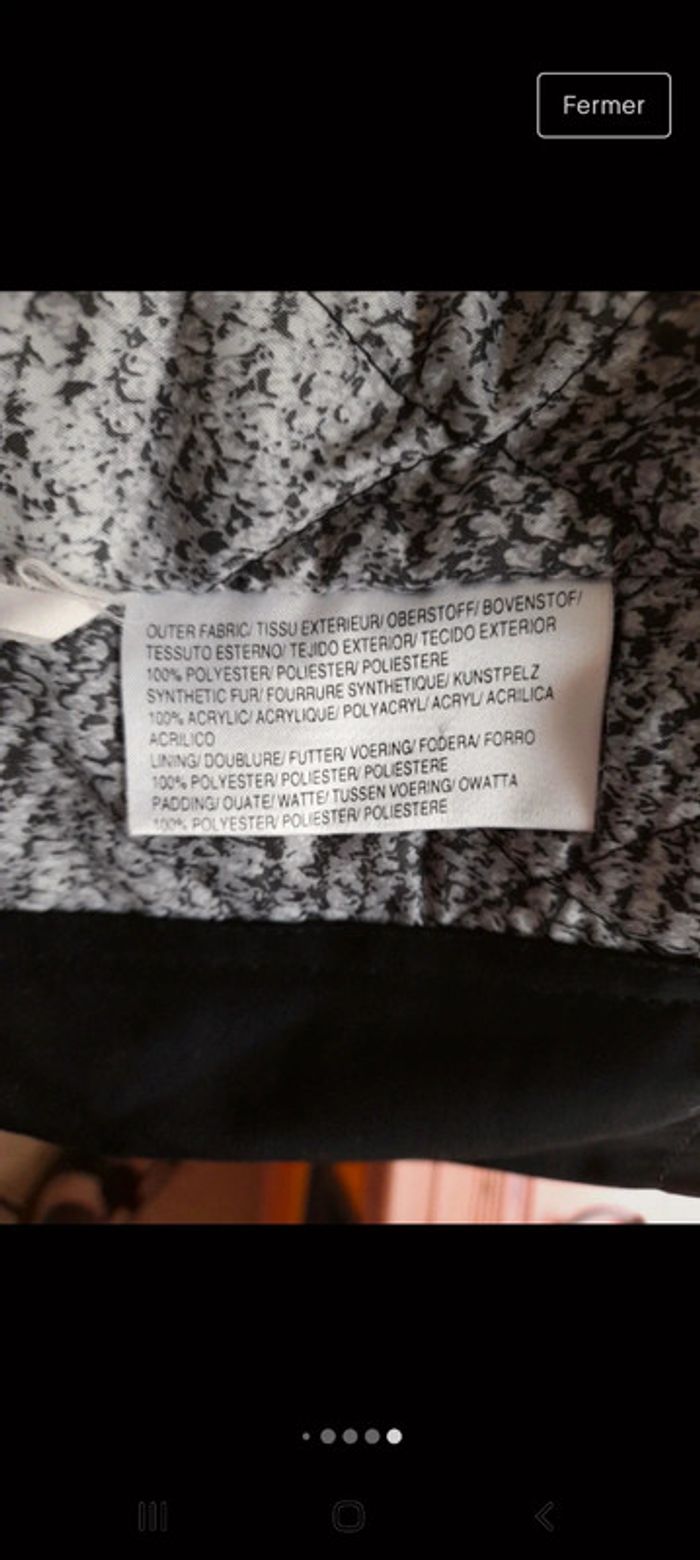 Fermer
OUTER FABRIC/ TISSU EXTERIEUR/ OBERSTOFF/ BOVENSTOF/
TESSUTO ESTERNO/ TEJIDO EXTERIOR/ TECIDO EXTERIOR
100% POLYESTER/ POLIESTER/ POLIESTERE
SYNTHETIC FUR/ FOURRURE SYNTHETIQUE/ KUNSTPELZ
100% ACRYLIC/ ACRYLIQUE/ POLYACRYL/ ACRYL/ ACRILICA
ACRILICO
LINING/ DOUBLURE/ FUTTER/ VOERING/ FODERA/ FORRO
100% POLYESTER/ POLIESTER/ POLIESTERE
PADDING/ OUATE/ WATTE/ TUSSEN VOERING/ OWATTA
100% POLYESTER/ POLIESTER/ POLIESTERE